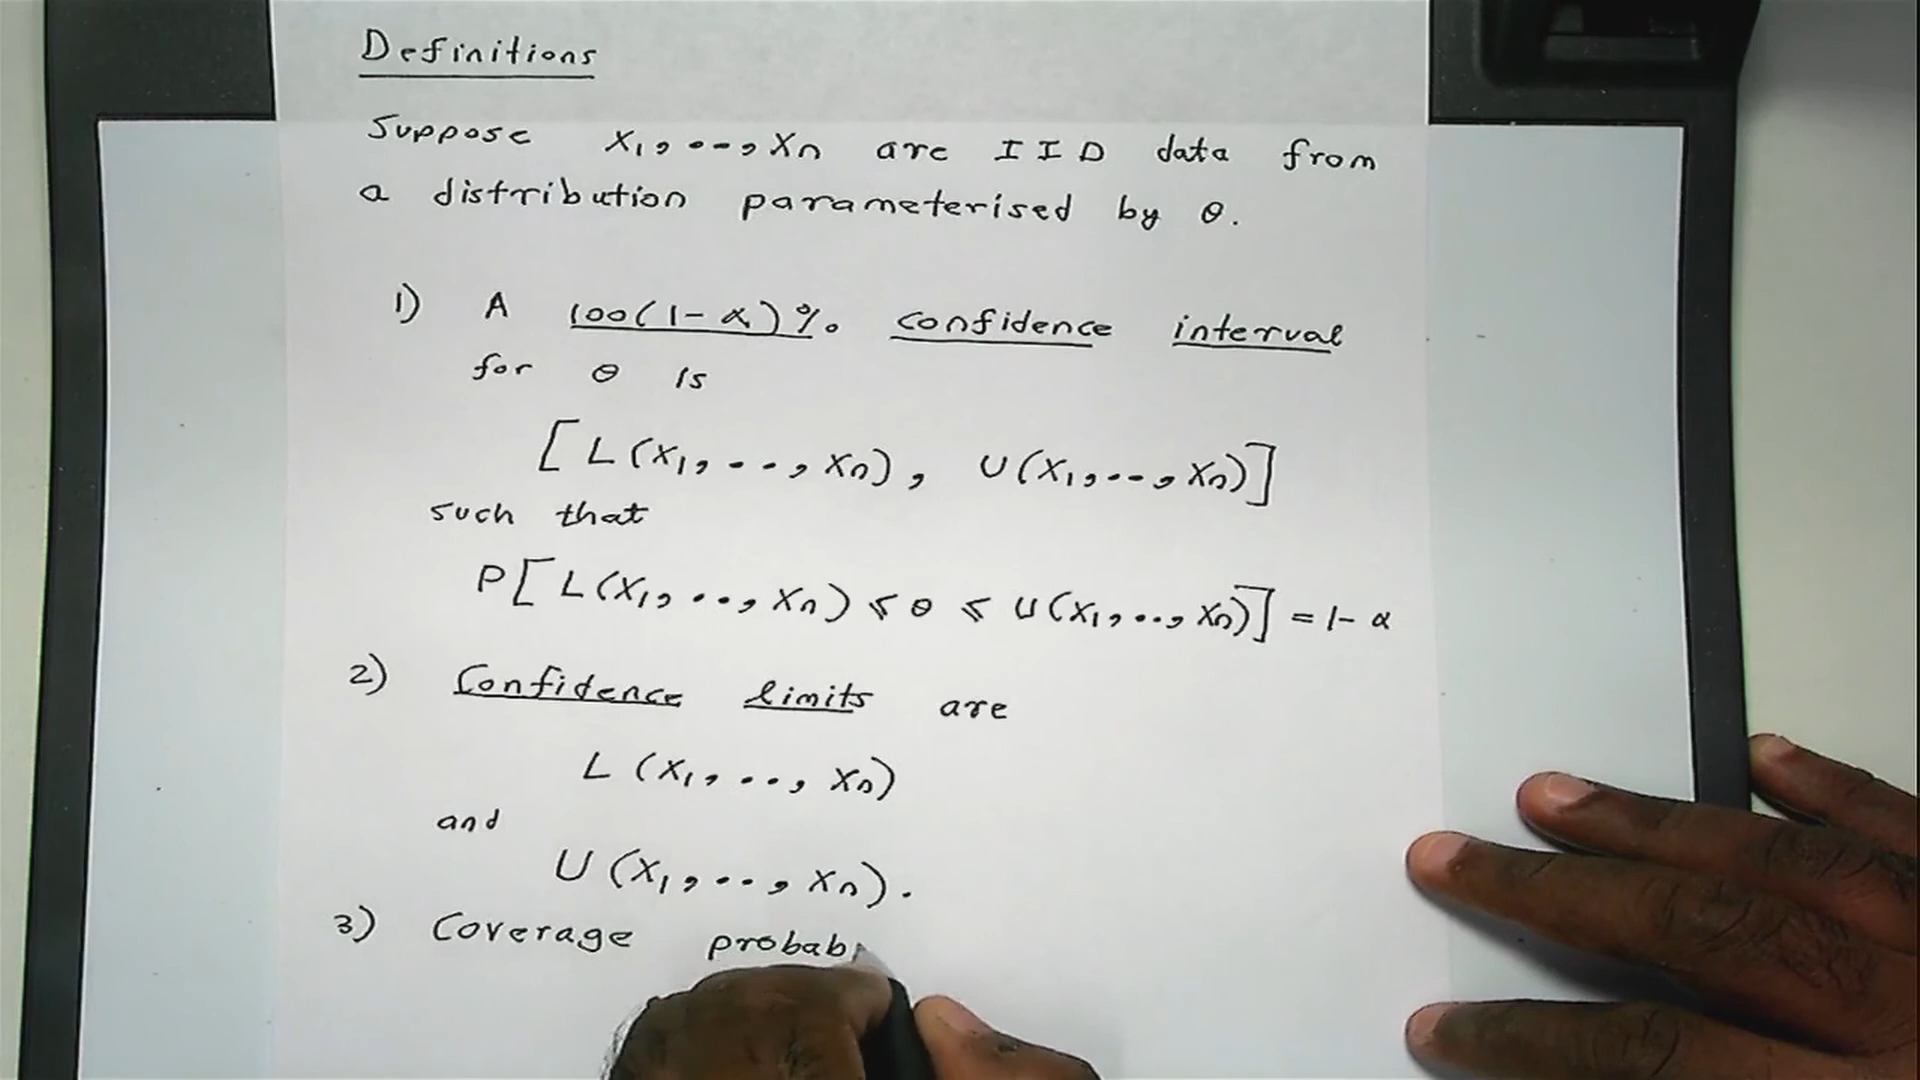 Definitions
Suppose X₁, ..., Xn are IID data from
a distribution parameterised by θ.
1) A 100(1-α)% confidence interval
for θ is
[L(X₁, ..., Xn), U(X₁, ..., Xn)]
such that
P[L(X₁, ..., Xn) ≤ θ ≤ U(X₁, ..., Xn)] = 1-α
2) Confidence limits are
L(X₁, ..., Xn)
and
U(X₁, ..., Xn).
3) Coverage probab